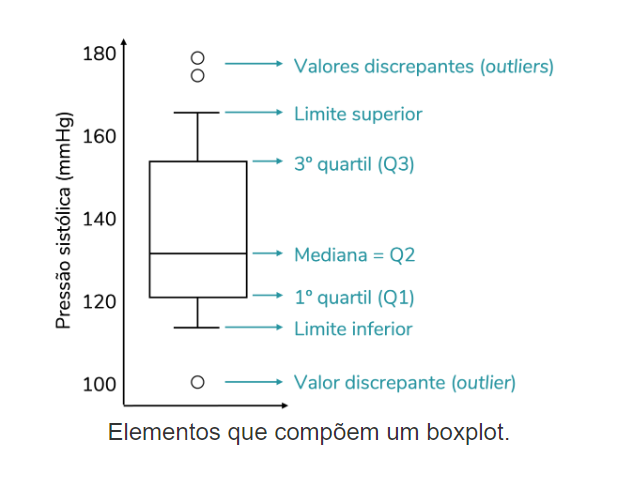 180
Valores discrepantes (outliers)
Limite superior
160
3º quartil (Q3)
Pressão sistólica (mmHg)
140
Mediana = Q2
120
1º quartil (Q1)
Limite inferior
100
Valor discrepante (outlier)
Elementos que compõem um boxplot.